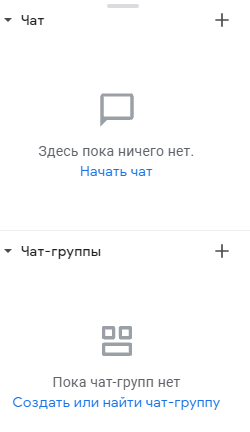 Чат
Здесь пока ничего нет.
Начать чат
Чат-группы
Пока чат-групп нет
Создать или найти чат-группу